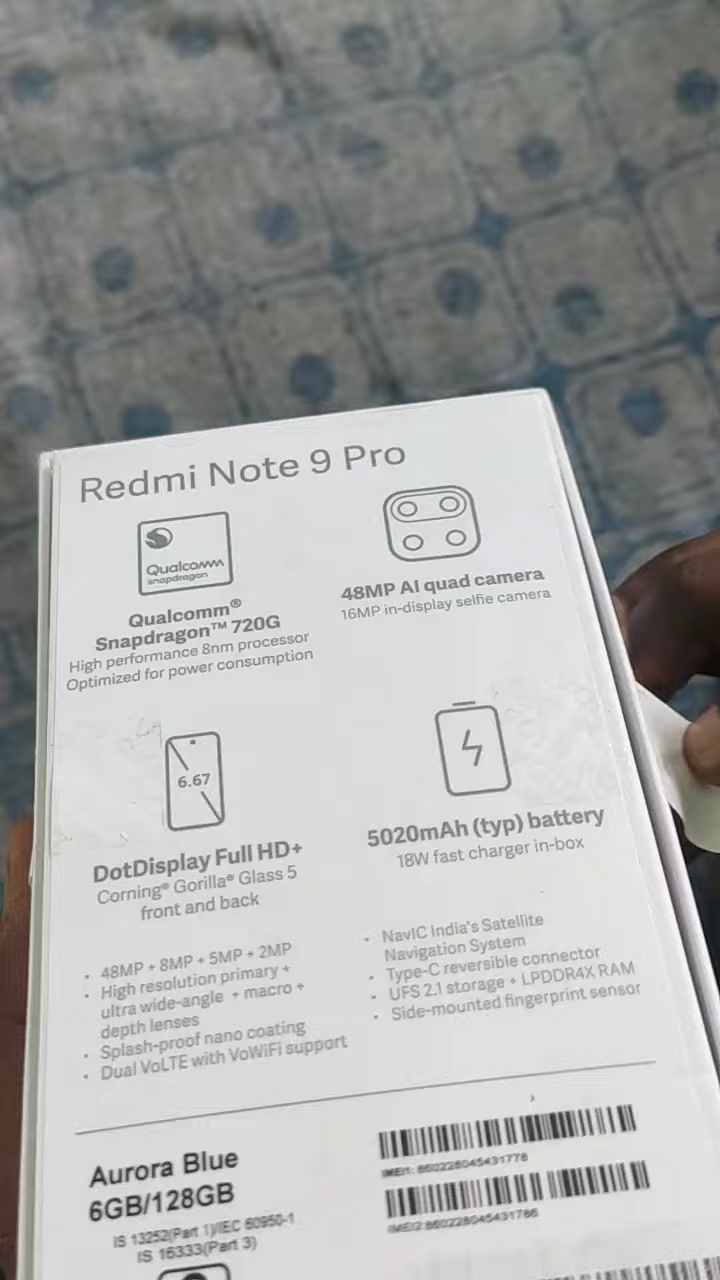 Redmi Note 9 Pro
Qualcomm
snapdragon
Qualcomm®
Snapdragon™ 720G
High performance 8nm processor
Optimized for power consumption
48MP AI quad camera
16MP in-display selfie camera
6.67
DotDisplay Full HD+
Corning® Gorilla® Glass 5
front and back
5020mAh (typ) battery
18W fast charger in-box
• 48MP + 8MP + 5MP + 2MP
• High resolution primary +
ultra wide-angle + macro +
depth lenses
• Splash-proof nano coating
• Dual VoLTE with VoWiFi support
• NavIC India's Satellite
Navigation System
• Type-C reversible connector
• UFS 2.1 storage + LPDDR4X RAM
• Side-mounted fingerprint sensor
Aurora Blue
6GB/128GB
IS 13252(Part 1)/IEC 60950-1
IS 16333(Part 3)
IMEI1: 860228045431778
IMEI2:860228045431786